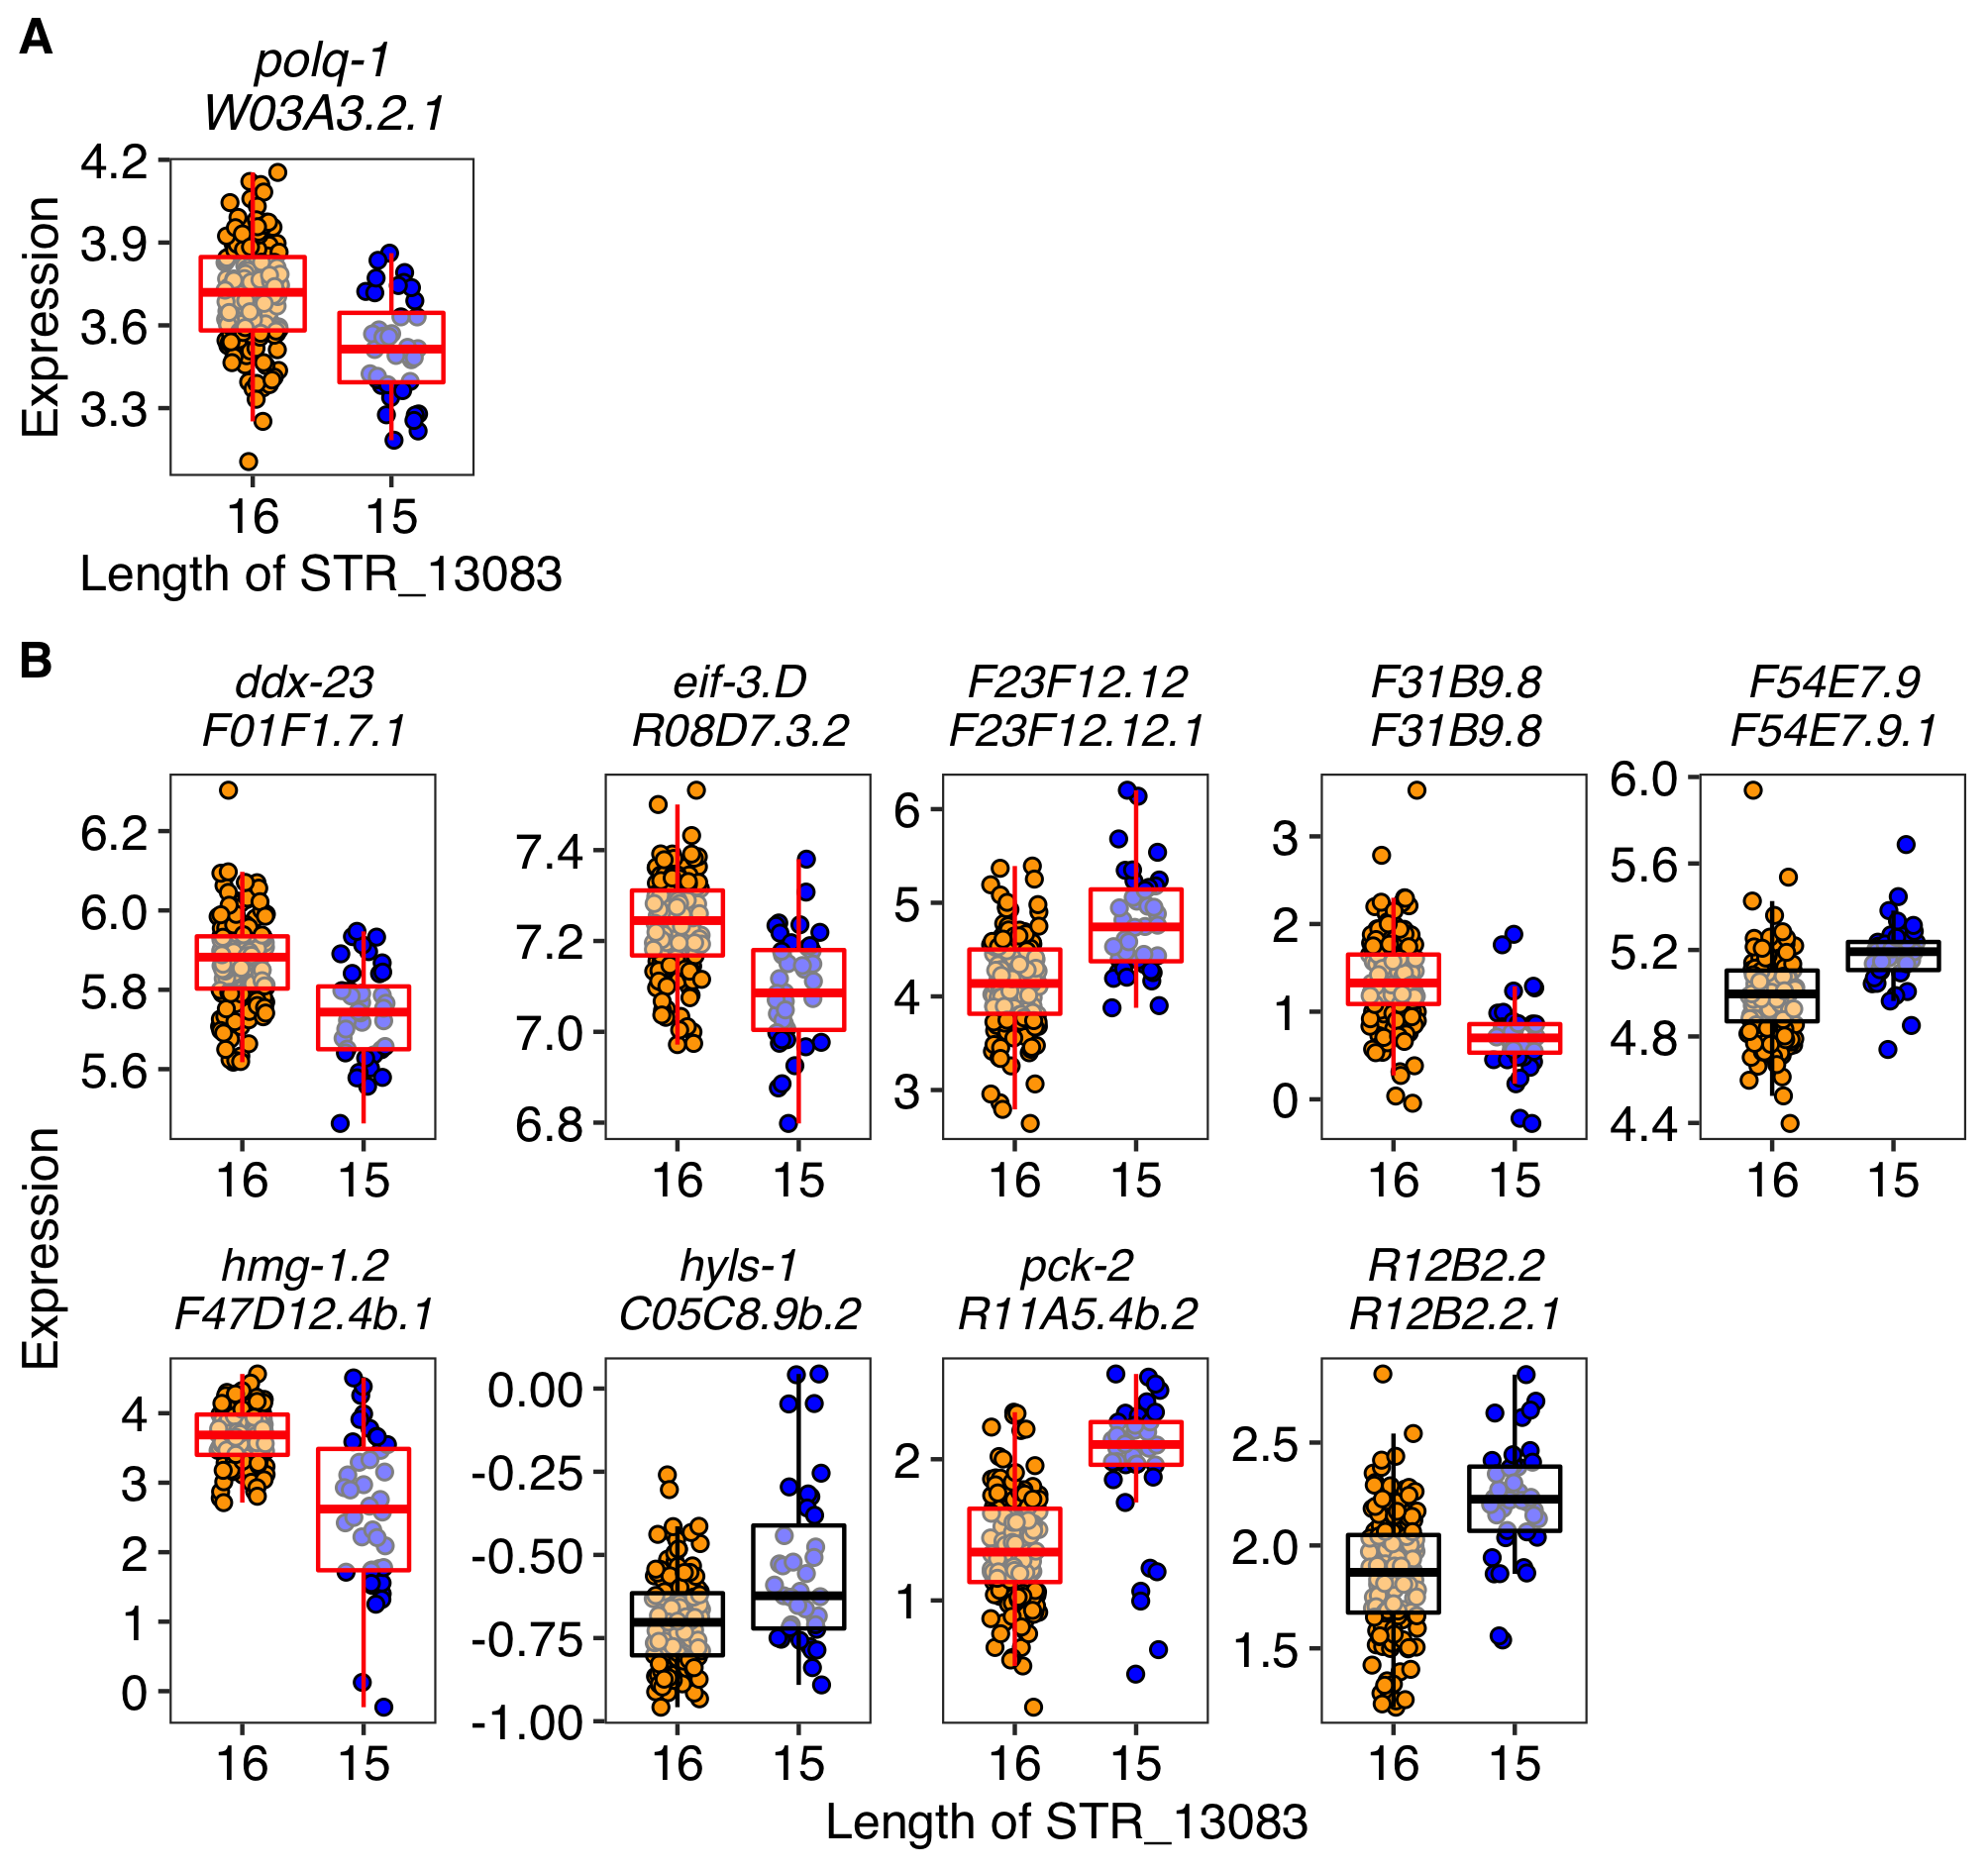 A
polq-1
W03A3.2.1
4.2
3.9
3.6
3.3
Expression
16 15
Length of STR_13083
B
ddx-23
F01F1.7.1
6.2
6.0
5.8
5.6
16 15
eif-3.D
R08D7.3.2
7.4
7.2
7.0
6.8
16 15
F23F12.12
F23F12.12.1
6
5
4
3
16 15
F31B9.8
F31B9.8
3
2
1
0
16 15
F54E7.9
F54E7.9.1
6.0
5.6
5.2
4.8
4.4
16 15
Expression
hmg-1.2
F47D12.4b.1
4
3
2
1
0
16 15
hyls-1
C05C8.9b.2
0.00
-0.25
-0.50
-0.75
-1.00
16 15
pck-2
R11A5.4b.2
2
1
16 15
R12B2.2
R12B2.2.1
2.5
2.0
1.5
16 15
Length of STR_13083